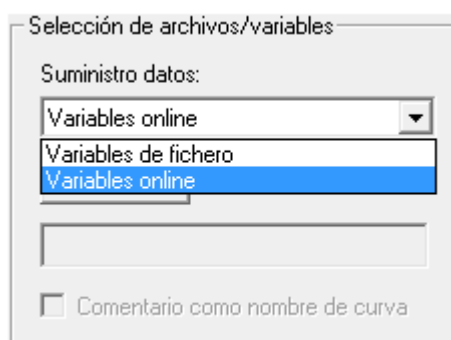 Selección de archivos/variables
Suministro datos:
Variables online
Variables de fichero
Variables online
Comentario como nombre de curva